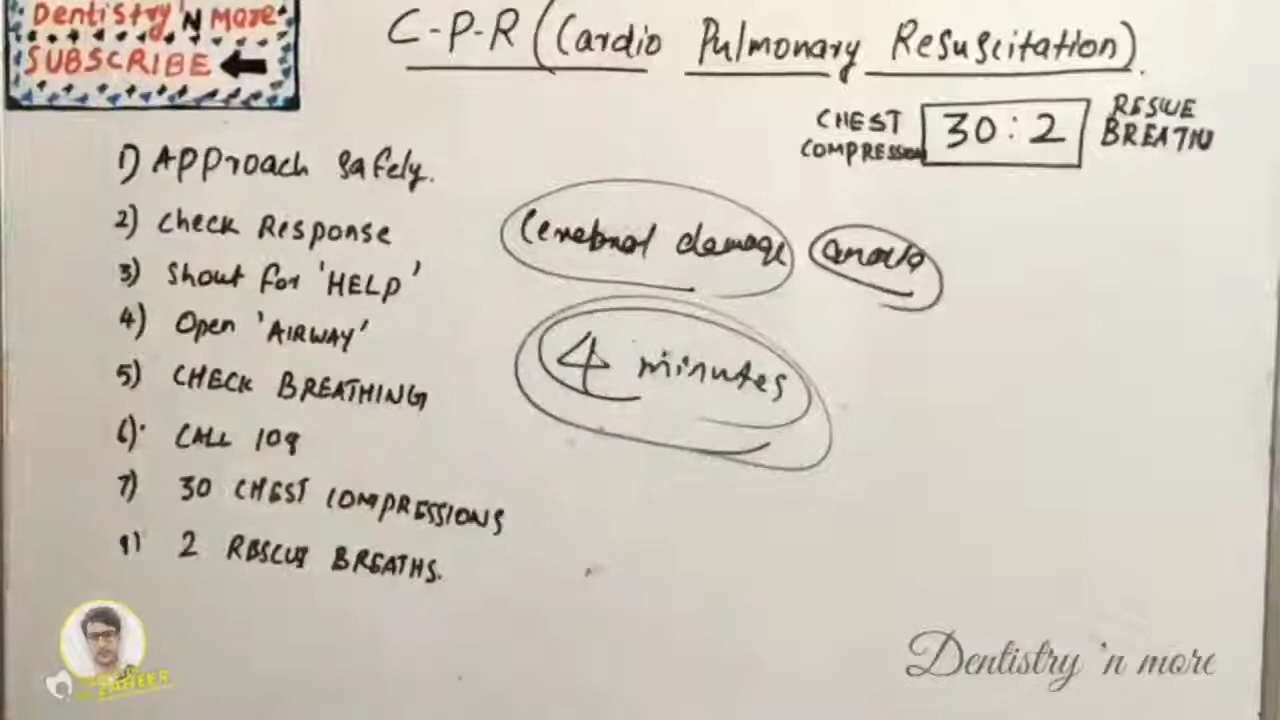 Dentistry 'N More
SUBSCRIBE
C-P-R (Cardio Pulmonary Resuscitation).
CHEST
COMPRESSION
30 : 2
RESCUE
BREATH
1) Approach safely.
2) Check Response
3) Shout for 'HELP'
4) Open 'AIRWAY'
5) CHECK BREATHING
6) CALL 108
7) 30 CHEST COMPRESSIONS
8) 2 RESCUE BREATHS.
Cerebral damage
4 minutes
Dentistry 'n more